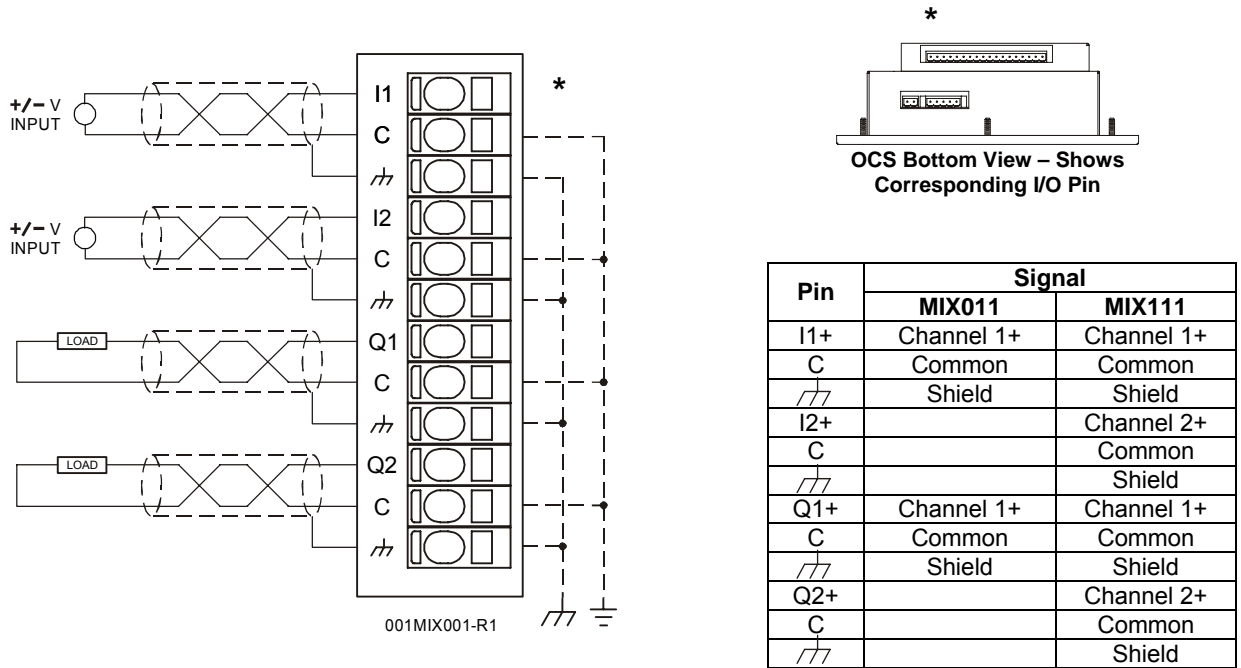 *
+/– V
INPUT
I1
C
*
+/– V
INPUT
I2
C
LOAD
Q1
C
LOAD
Q2
C
001MIX001-R1
*
OCS Bottom View – Shows
Corresponding I/O Pin
Pin Signal
MIX011 MIX111
I1+ Channel 1+ Channel 1+
C Common Common
Shield Shield
I2+ Channel 2+
C Common
Shield
Q1+ Channel 1+ Channel 1+
C Common Common
Shield Shield
Q2+ Channel 2+
C Common
Shield